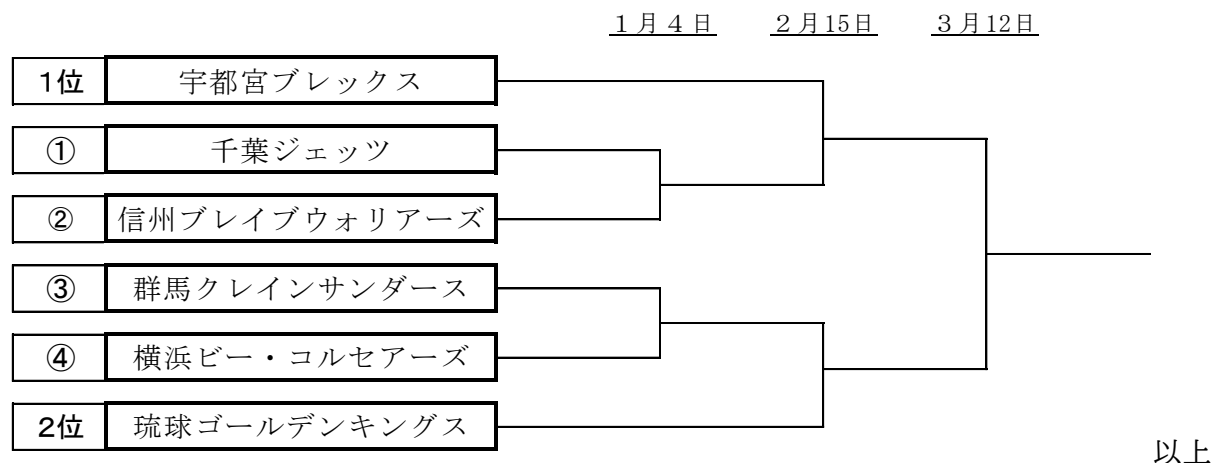 １月４日 ２月15日 ３月12日
1位 宇都宮ブレックス
① 千葉ジェッツ
② 信州ブレイブウォリアーズ
③ 群馬クレインサンダース
④ 横浜ビー・コルセアーズ
2位 琉球ゴールデンキングス
以上